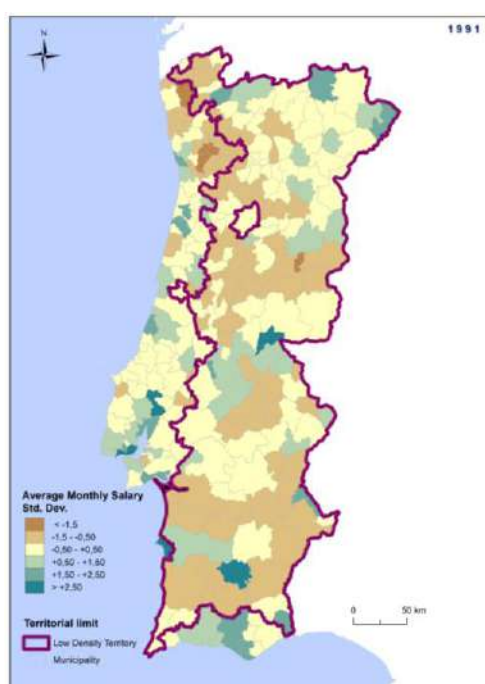 1991
N
Average Monthly Salary
Std. Dev.
< -1,5
-1,5 - -0,50
-0,50 - +0,50
+0,50 - +1,50
+1,50 - +2,50
> +2,50
Territorial limit
Low Density Territory
Municipality
0 50 km